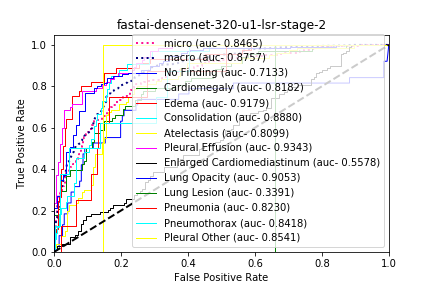 fastai-densenet-320-u1-lsr-stage-2
True Positive Rate
1.0
0.8
0.6
0.4
0.2
0.0
micro (auc- 0.8465)
macro (auc- 0.8757)
No Finding (auc- 0.7133)
Cardiomegaly (auc- 0.8182)
Edema (auc- 0.9179)
Consolidation (auc- 0.8880)
Atelectasis (auc- 0.8099)
Pleural Effusion (auc- 0.9343)
Enlarged Cardiomediastinum (auc- 0.5578)
Lung Opacity (auc- 0.9053)
Lung Lesion (auc- 0.3391)
Pneumonia (auc- 0.8230)
Pneumothorax (auc- 0.8418)
Pleural Other (auc- 0.8541)
0.0 0.2 0.4 0.6 0.8 1.0
False Positive Rate